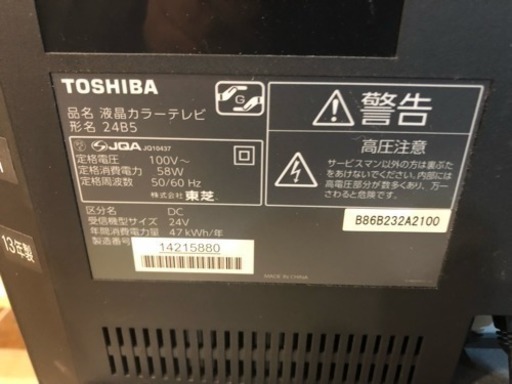 TOSHIBA
品名 液晶カラーテレビ
形名 24B5
G
JQA JQ10437
定格電圧 100V～
定格消費電力 58W
定格周波数 50/60 Hz
株式会社 東芝
区分名 DC
受信機型サイズ 24V
年間消費電力量 47 kWh/年
製造番号
14215880
警告
高圧注意
サービスマン以外の方は裏ぶた
をあけないでください。内部には
高電圧部分が数多くあり、万一
さわると危険です。
B86B232A2100
MADE IN CHINA
13年製